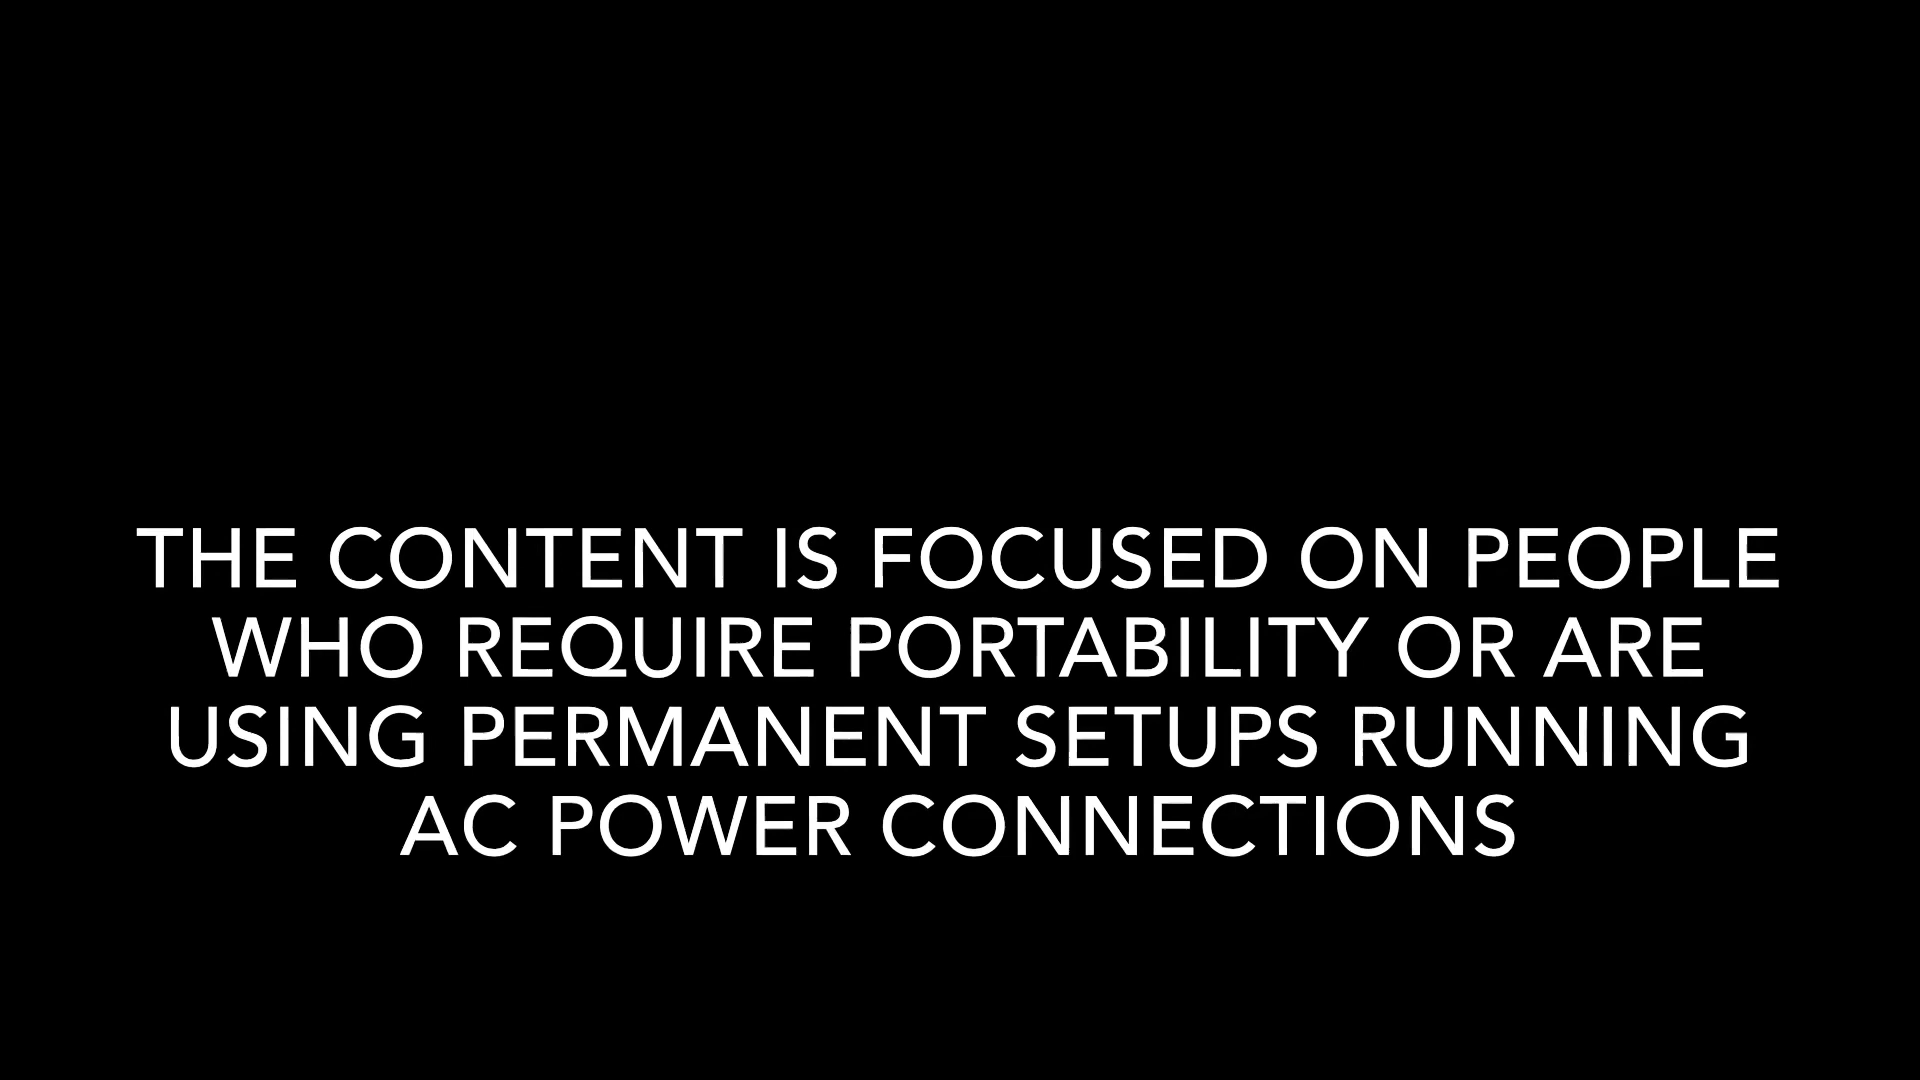 THE CONTENT IS FOCUSED ON PEOPLE
WHO REQUIRE PORTABILITY OR ARE
USING PERMANENT SETUPS RUNNING
AC POWER CONNECTIONS